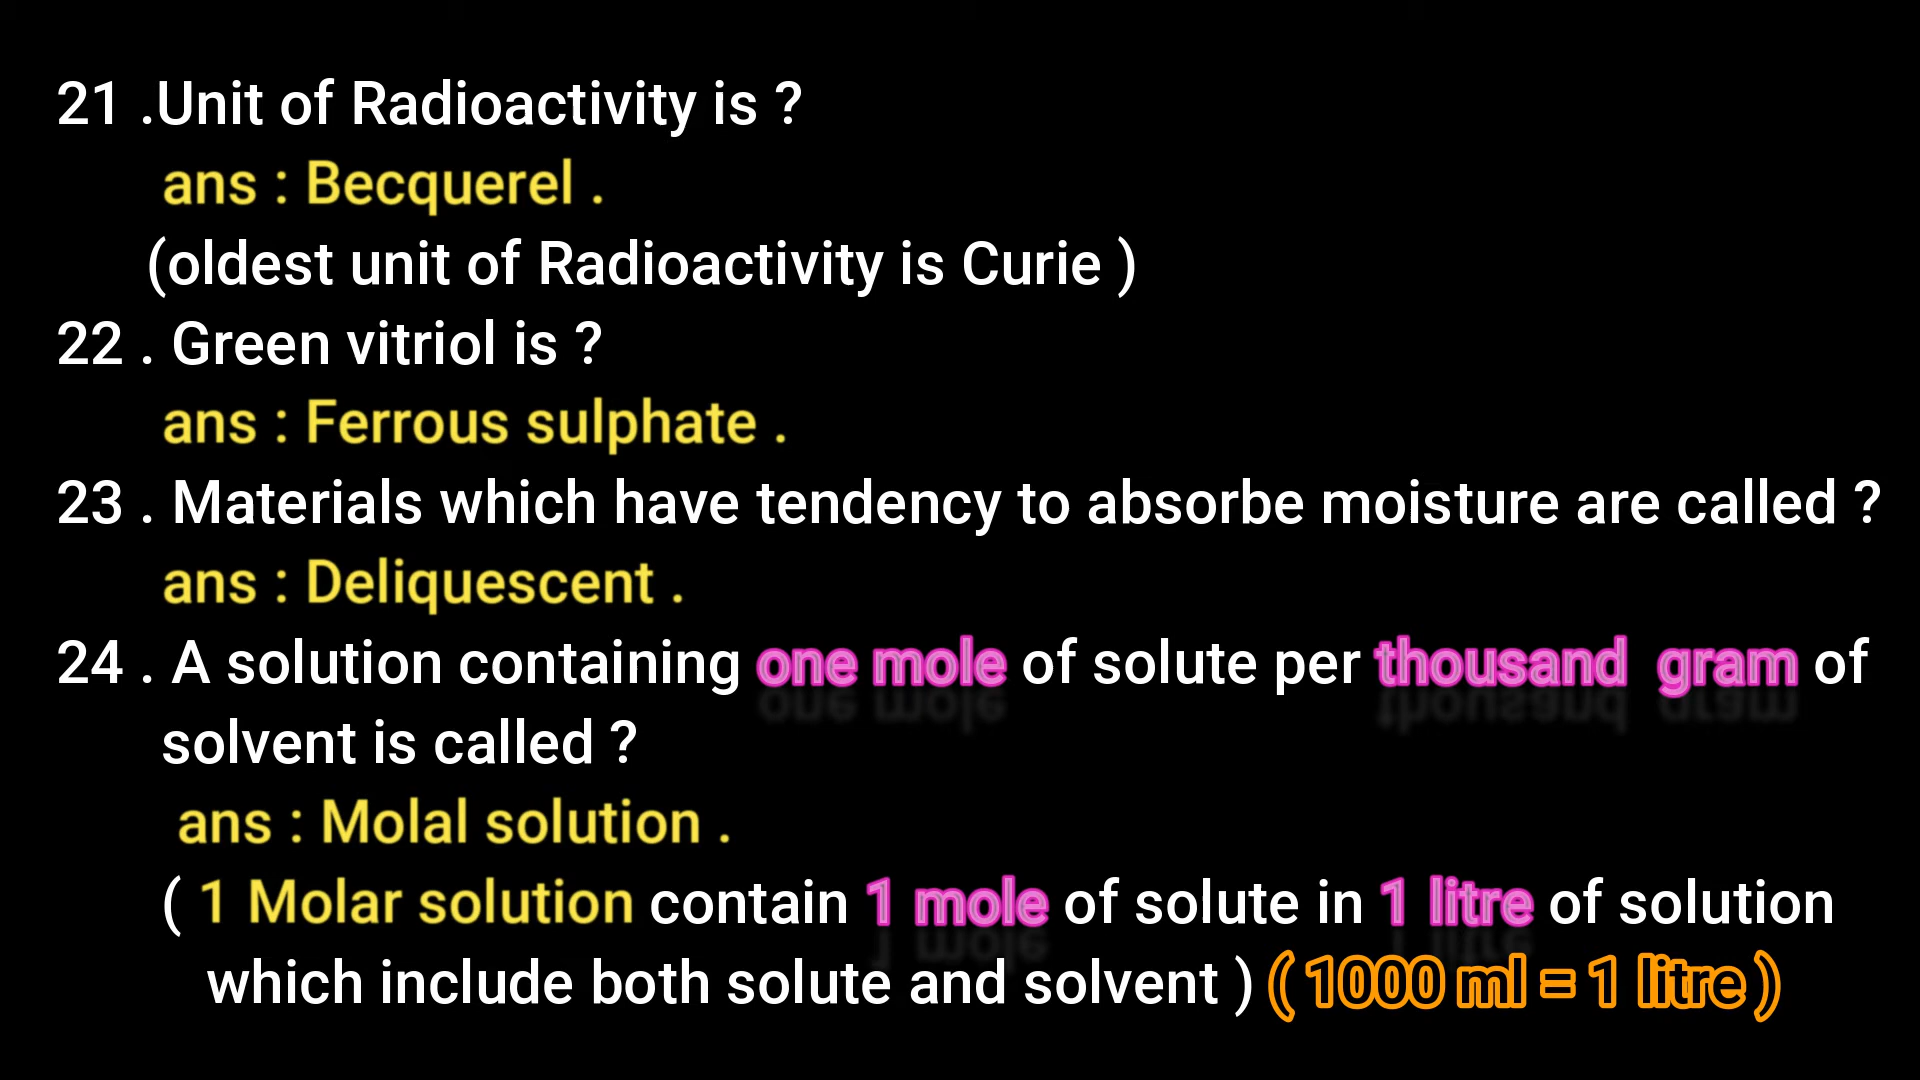 21 .Unit of Radioactivity is ?
ans : Becquerel .
(oldest unit of Radioactivity is Curie )
22 . Green vitriol is ?
ans : Ferrous sulphate .
23 . Materials which have tendency to absorbe moisture are called ?
ans : Deliquescent .
24 . A solution containing one mole of solute per thousand gram of
solvent is called ?
ans : Molal solution .
( 1 Molar solution contain 1 mole of solute in 1 litre of solution
which include both solute and solvent ) ( 1000 ml = 1 litre )